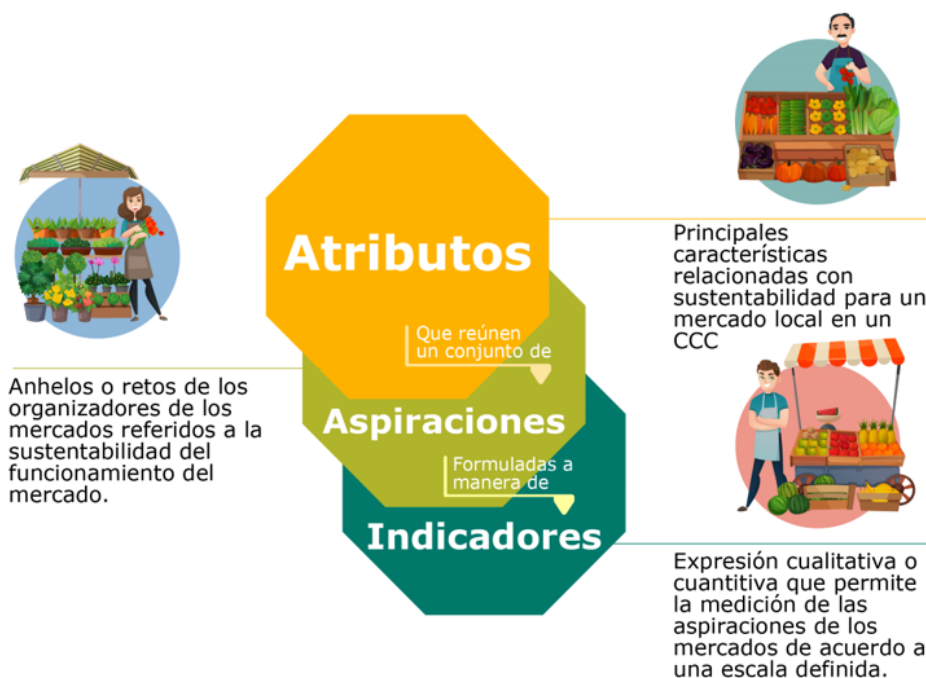 Atributos
Principales
características
relacionadas con
sustentabilidad para un
mercado local en un
CCC
Que reúnen
un conjunto de
Anhelos o retos de los
organizadores de los
mercados referidos a la
sustentabilidad del
funcionamiento del
mercado.
Aspiraciones
Formuladas a
manera de
Indicadores
Expresión cualitativa o
cuantitiva que permite
la medición de las
aspiraciones de los
mercados de acuerdo a
una escala definida.